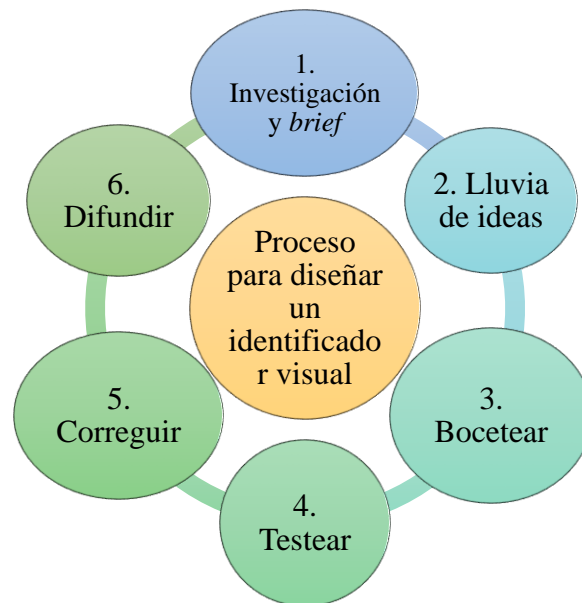 1.
Investigación
y brief
2. Lluvia
de ideas
3.
Bocetear
4.
Testear
5.
Correguir
6.
Difundir
Proceso
para diseñar
un
identificado
r visual